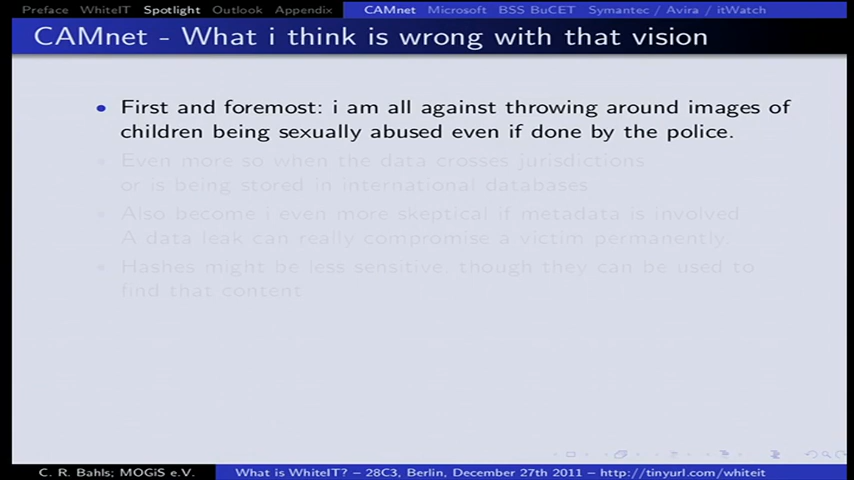 Preface WhiteIT Spotlight Outlook Appendix CAMnet Microsoft BSS BuCET Symantec / Avira / itWatch
CAMnet - What i think is wrong with that vision
First and foremost: i am all against throwing around images of
children being sexually abused even if done by the police.
Even more so when the data crosses jurisdictions
or is being stored in international databases
Also become i even more skeptical if metadata is involved
A data leak can really compromise a victim permanently
Hashes might be less sensitive, though they can be used to
find that content
C. R. Bahls; MOGiS e.V. What is WhiteIT? – 28C3, Berlin, December 27th 2011 – http://tinyurl.com/whiteit